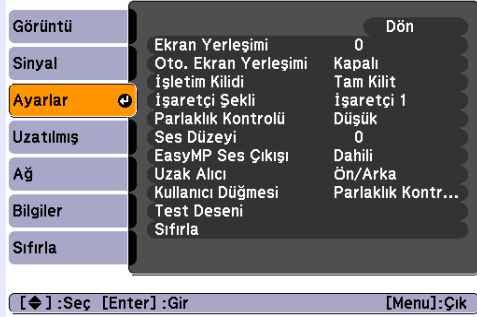 Görüntü
Sinyal
Ayarlar
Uzatılmış
Ağ
Bilgiler
Sıfırla
Dön
Ekran Yerleşimi 0
Oto. Ekran Yerleşimi Kapalı
İşletim Kilidi Tam Kilit
İşaretçi Şekli İşaretçi 1
Parlaklık Kontrolü Düşük
Ses Düzeyi 0
EasyMP Ses Çıkışı Dahili
Uzak Alıcı Ön/Arka
Kullanıcı Düğmesi Parlaklık Kontr...
Test Deseni
Sıfırla
[◆] :Seç [Enter] :Gir [Menu]:Çık